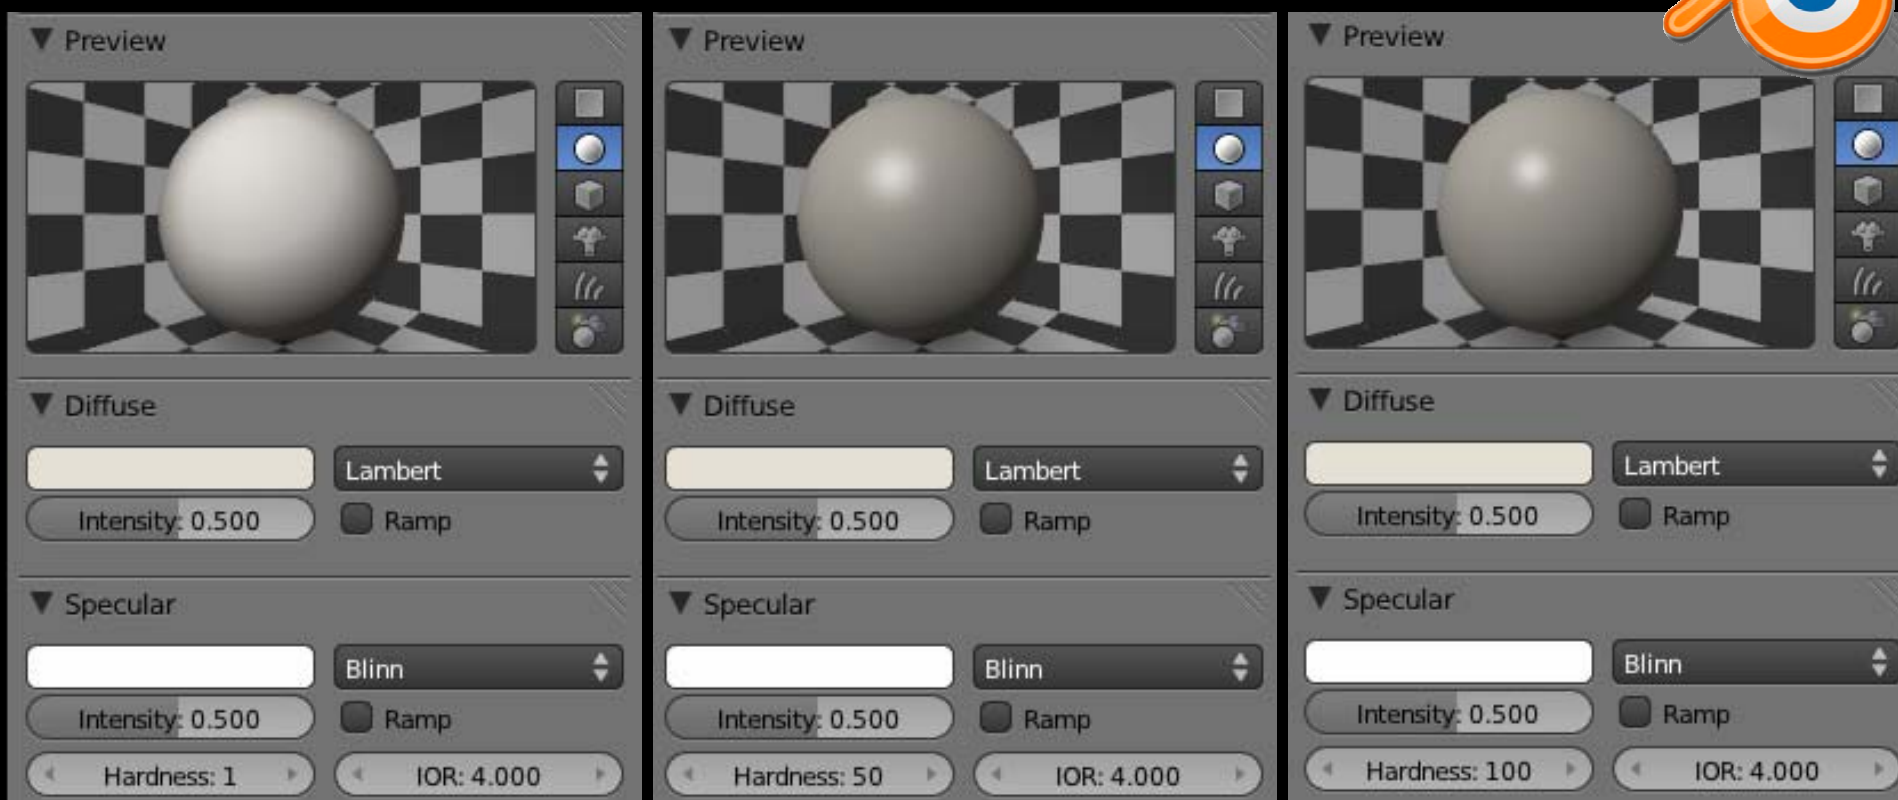 Preview
Diffuse
Lambert
Intensity: 0.500
Ramp
Specular
Blinn
Intensity: 0.500
Ramp
Hardness: 1
IOR: 4.000
Preview
Diffuse
Lambert
Intensity: 0.500
Ramp
Specular
Blinn
Intensity: 0.500
Ramp
Hardness: 50
IOR: 4.000
Preview
Diffuse
Lambert
Intensity: 0.500
Ramp
Specular
Blinn
Intensity: 0.500
Ramp
Hardness: 100
IOR: 4.000